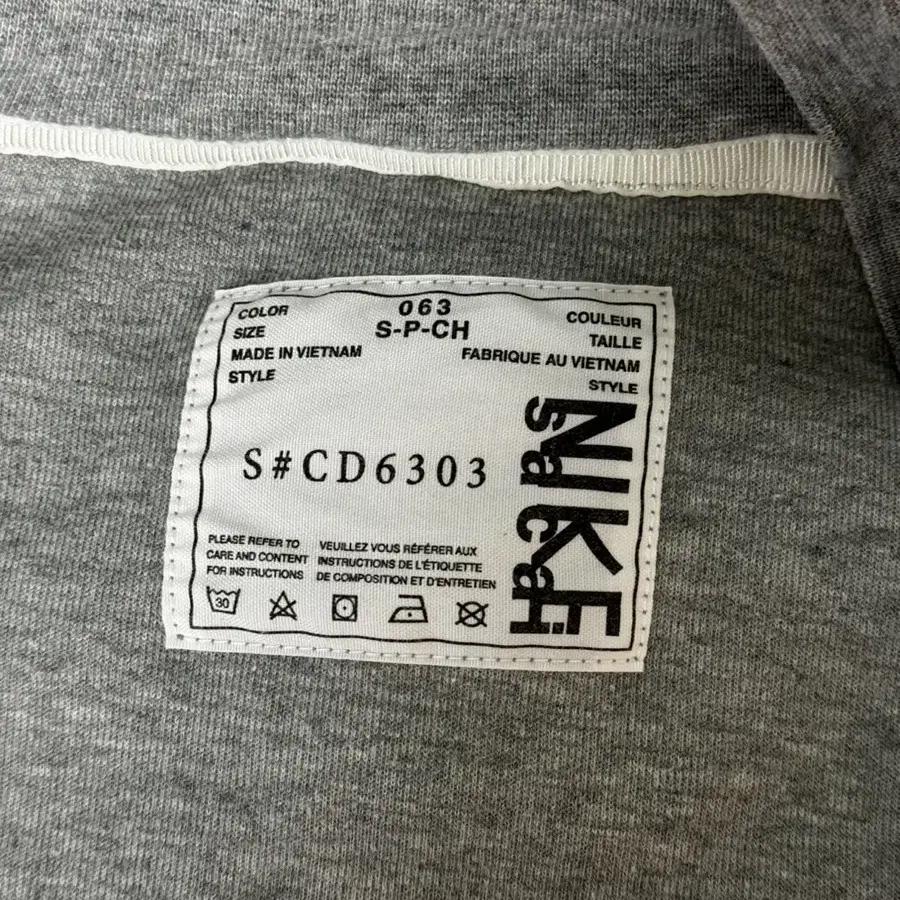 COLOR 063 COULEUR
SIZE S-P-CH TAILLE
MADE IN VIETNAM FABRIQUE AU VIETNAM
STYLE STYLE
S#CD6303
NIKE
sacai
PLEASE REFER TO
CARE AND CONTENT
FOR INSTRUCTIONS
VEUILLEZ VOUS RÉFÉRER AUX
INSTRUCTIONS DE L'ÉTIQUETTE
DE COMPOSITION ET D'ENTRETIEN
30